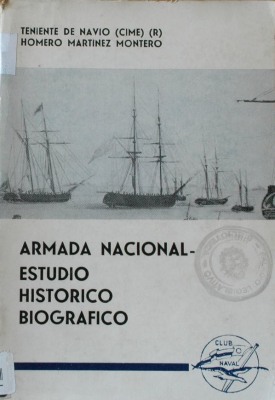 TENIENTE DE NAVIO (CIME) (R)
HOMERO MARTINEZ MONTERO
ARMADA NACIONAL-
ESTUDIO
HISTORICO
BIOGRAFICO
CLUB
NAVAL